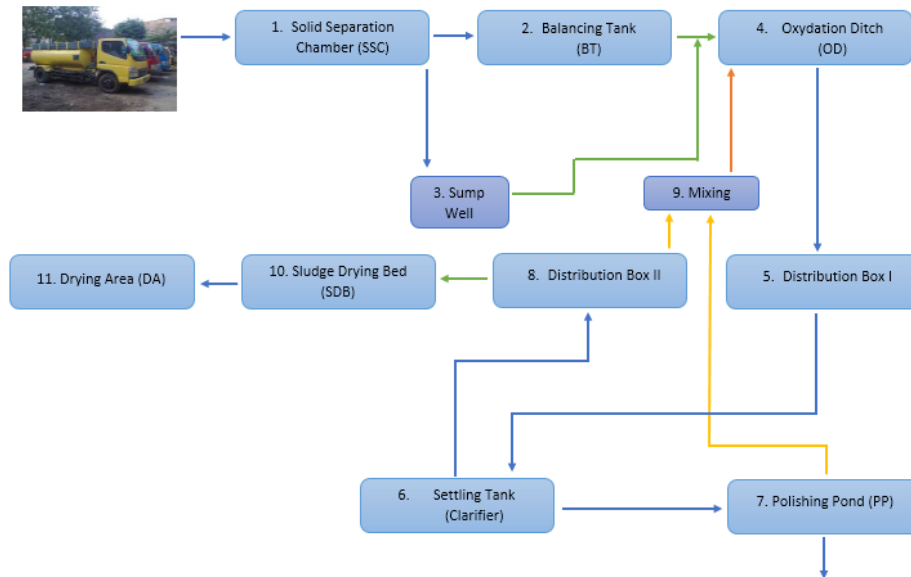 1. Solid Separation
Chamber (SSC)
2. Balancing Tank
(BT)
4. Oxydation Ditch
(OD)
3. Sump
Well
9. Mixing
11. Drying Area (DA)
10. Sludge Drying Bed
(SDB)
8. Distribution Box II
5. Distribution Box I
6. Settling Tank
(Clarifier)
7. Polishing Pond (PP)